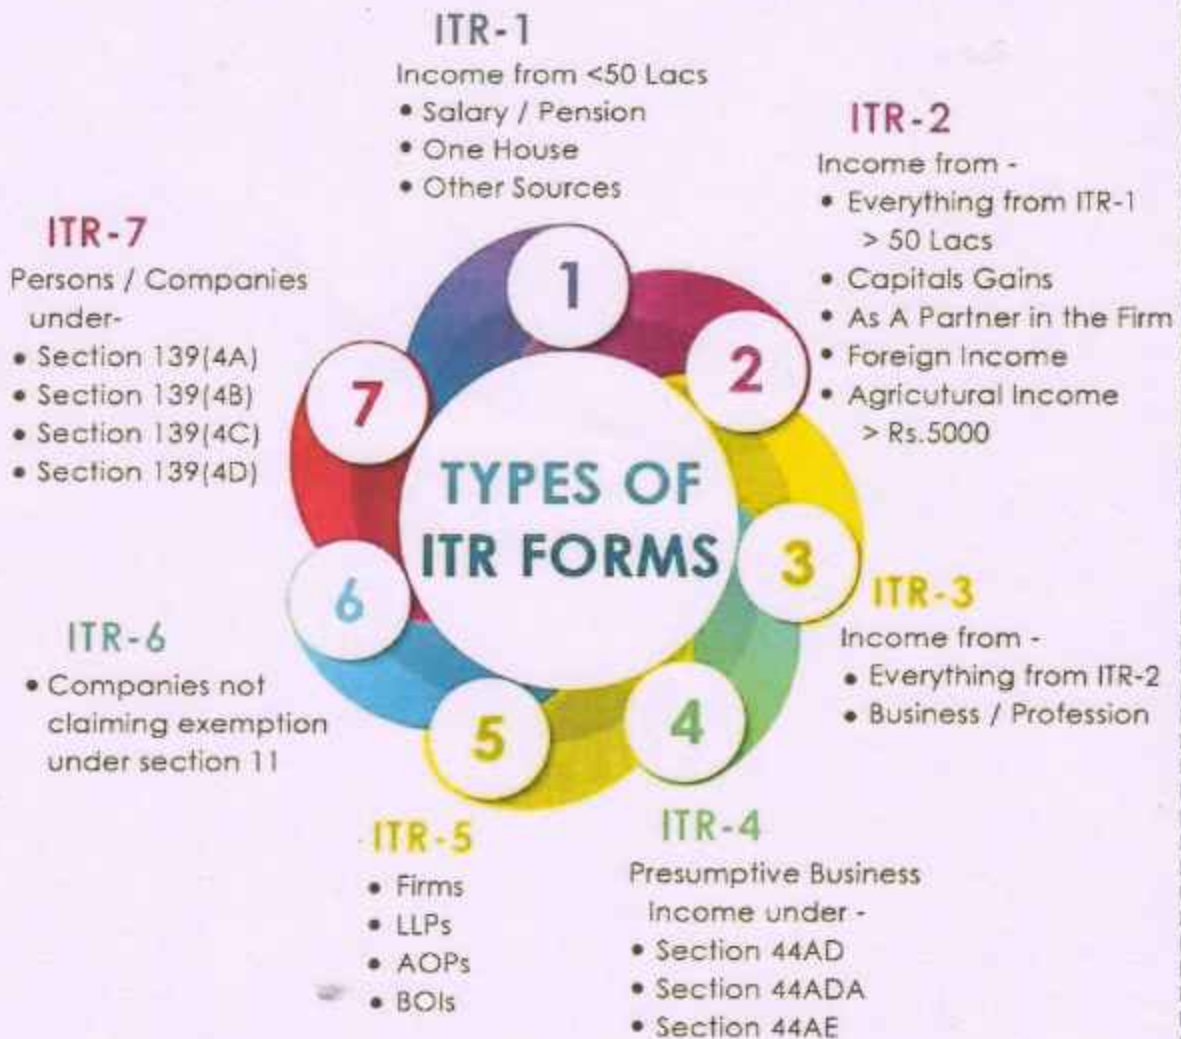 ITR-1
Income from <50 Lacs
• Salary / Pension
• One House
• Other Sources
ITR-2
Income from -
• Everything from ITR-1
> 50 Lacs
• Capitals Gains
• As A Partner in the Firm
• Foreign Income
• Agricutural Income
> Rs.5000
ITR-3
Income from -
• Everything from ITR-2
• Business / Profession
ITR-4
Presumptive Business
Income under -
• Section 44AD
• Section 44ADA
• Section 44AE
ITR-5
• Firms
• LLPs
• AOPs
• BOIs
ITR-6
• Companies not
claiming exemption
under section 11
ITR-7
Persons / Companies
under-
• Section 139(4A)
• Section 139(4B)
• Section 139(4C)
• Section 139(4D)
TYPES OF
ITR FORMS
1
2
3
4
5
6
7